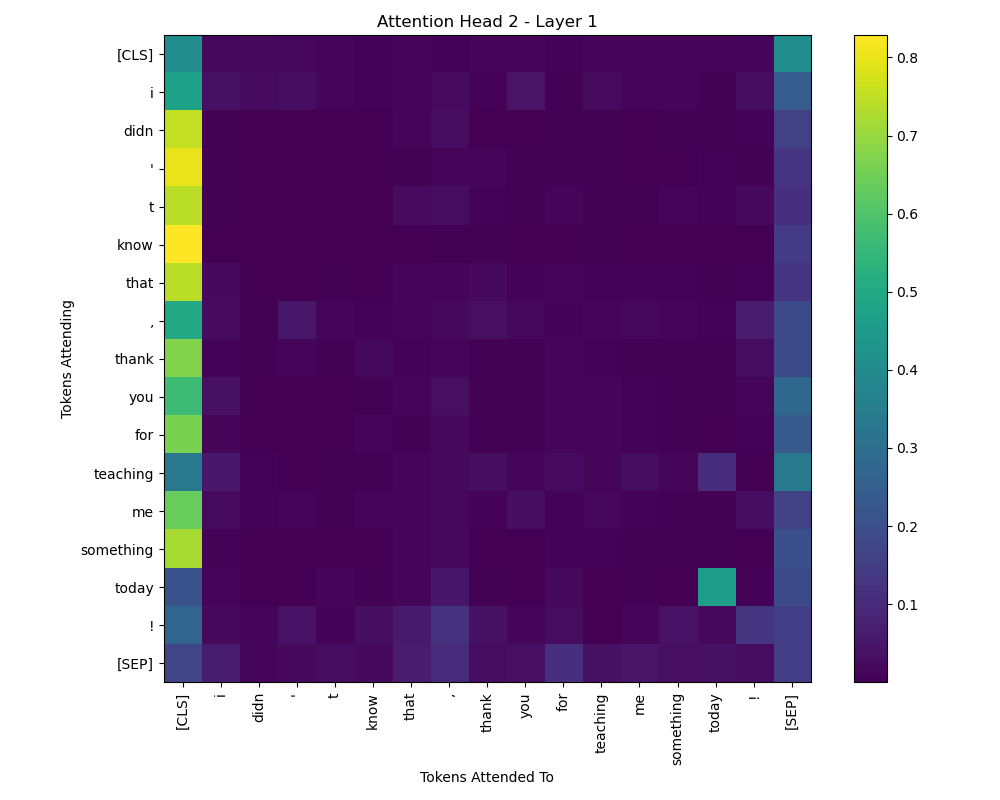 Attention Head 2 - Layer 1
Tokens Attending
[CLS]
i
didn
'
t
know
that
,
thank
you
for
teaching
me
something
today
!
[SEP]
[CLS]
i
didn
'
t
know
that
,
thank
you
for
teaching
me
something
today
!
[SEP]
Tokens Attended To
0.8
0.7
0.6
0.5
0.4
0.3
0.2
0.1